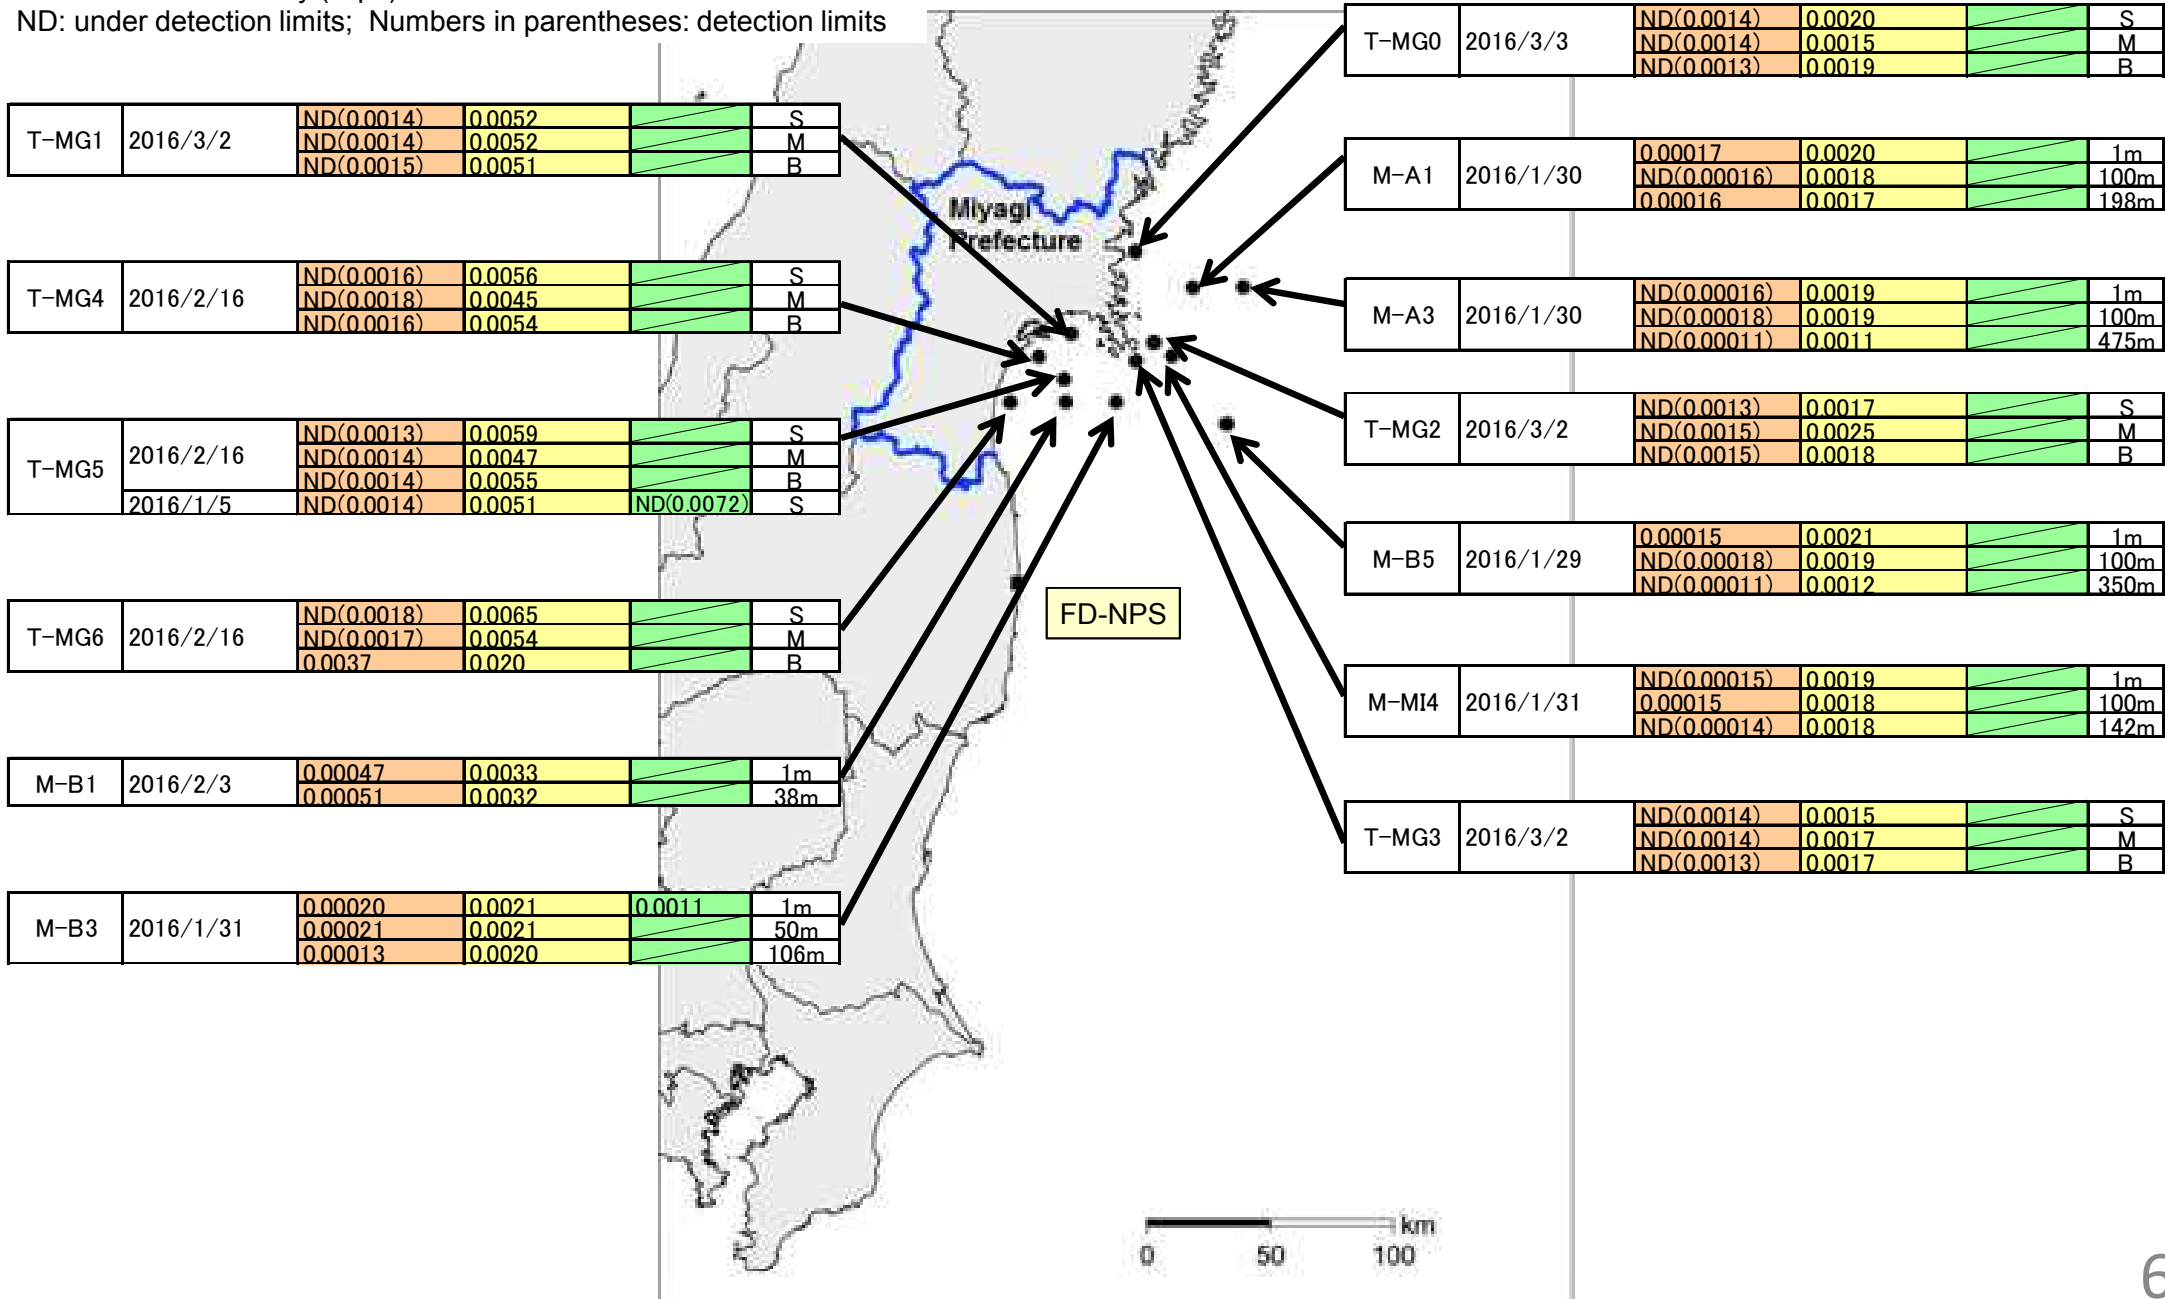 ND: under detection limits; Numbers in parentheses: detection limits
T-MG1 2016/3/2 ND(0.0014) 0.0052 S
ND(0.0014) 0.0052 M
ND(0.0015) 0.0051 B
T-MG4 2016/2/16 ND(0.0016) 0.0056 S
ND(0.0018) 0.0045 M
ND(0.0016) 0.0054 B
T-MG5 2016/2/16 ND(0.0013) 0.0059 S
ND(0.0014) 0.0047 M
ND(0.0014) 0.0055 B
2016/1/5 ND(0.0014) 0.0051 ND(0.0072) S
T-MG6 2016/2/16 ND(0.0018) 0.0065 S
ND(0.0017) 0.0054 M
0.0037 0.020 B
M-B1 2016/2/3 0.00047 0.0033 1m
0.00051 0.0032 38m
M-B3 2016/1/31 0.00020 0.0021 0.0011 1m
0.00021 0.0021 50m
0.00013 0.0020 106m
Miyagi
Prefecture
FD-NPS
T-MG0 2016/3/3 ND(0.0014) 0.0020 S
ND(0.0014) 0.0015 M
ND(0.0013) 0.0019 B
M-A1 2016/1/30 0.00017 0.0020 1m
ND(0.00016) 0.0018 100m
0.00016 0.0017 198m
M-A3 2016/1/30 ND(0.00016) 0.0019 1m
ND(0.00018) 0.0019 100m
ND(0.00011) 0.0011 475m
T-MG2 2016/3/2 ND(0.0013) 0.0017 S
ND(0.0015) 0.0025 M
ND(0.0015) 0.0018 B
M-B5 2016/1/29 0.00015 0.0021 1m
ND(0.00018) 0.0019 100m
ND(0.00011) 0.0012 350m
M-MI4 2016/1/31 ND(0.00015) 0.0019 1m
0.00015 0.0018 100m
ND(0.00014) 0.0018 142m
T-MG3 2016/3/2 ND(0.0014) 0.0015 S
ND(0.0014) 0.0017 M
ND(0.0013) 0.0017 B
km
0 50 100
6